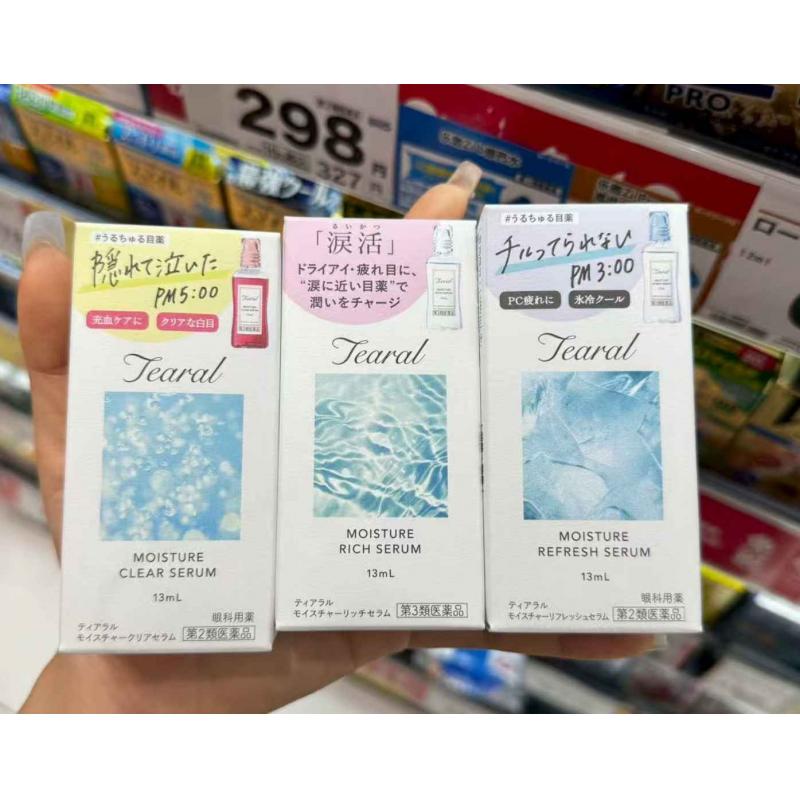 298
327
円
PRO
#うるちゅる目薬
隠れて泣いた
PM5:00
充血ケアに
クリアな白目
Tearal
MOISTURE
CLEAR SERUM
13mL
眼科用薬
ティアラル
モイスチャークリアセラム 第2類医薬品
るいかつ
「涙活」
ドライアイ・疲れ目に、
“涙に近い目薬”で
潤いをチャージ
Tearal
MOISTURE
RICH SERUM
13mL
ティアラル
モイスチャーリッチセラム 第3類医薬品
#うるちゅる目薬
チルってられない
PM3:00
PC疲れに
氷冷クール
Tearal
MOISTURE
REFRESH SERUM
13mL
眼科用薬
ティアラル
モイスチャーリフレッシュセラム 第2類医薬品
ロー